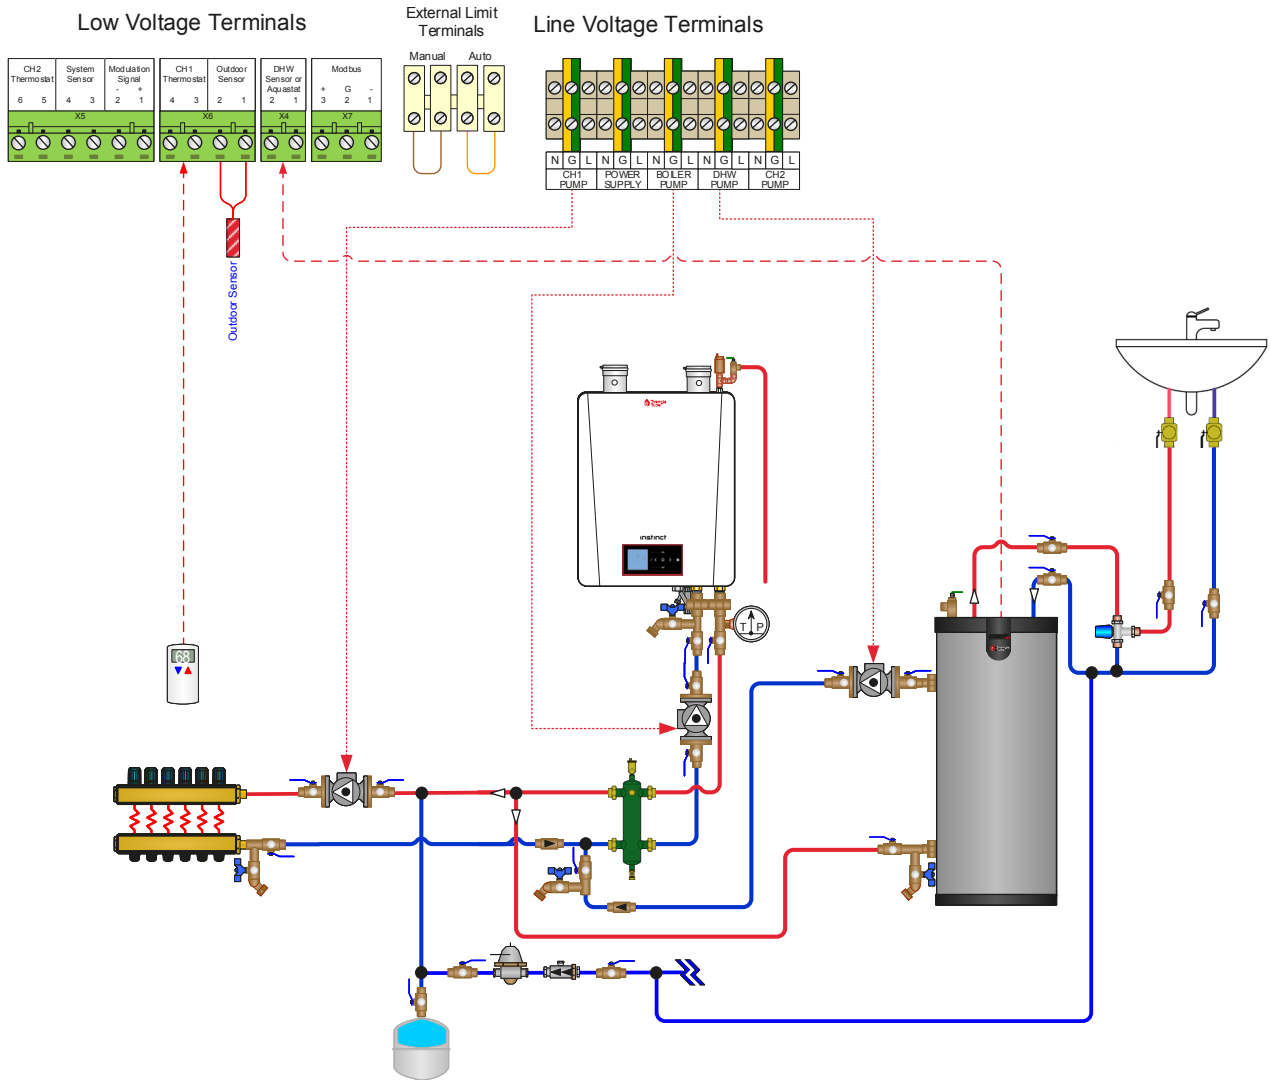 Low Voltage Terminals
External Limit
Terminals
Line Voltage Terminals
Manual
Auto
CH2
Thermostat
6 5
System
Sensor
4 3
Modulation
Signal
- +
2 1
X5
CH1
Thermostat
4 3
Outdoor
Sensor
2 1
X6
DHW
Sensor or
Aquastat
2 1
X4
Modbus
+ G -
3 2 1
X7
N G L N G L N G L N G L N G L
CH1
PUMP
POWER
SUPPLY
BOILER
PUMP
DHW
PUMP
CH2
PUMP
Outdoor Sensor
instinct
T P
68